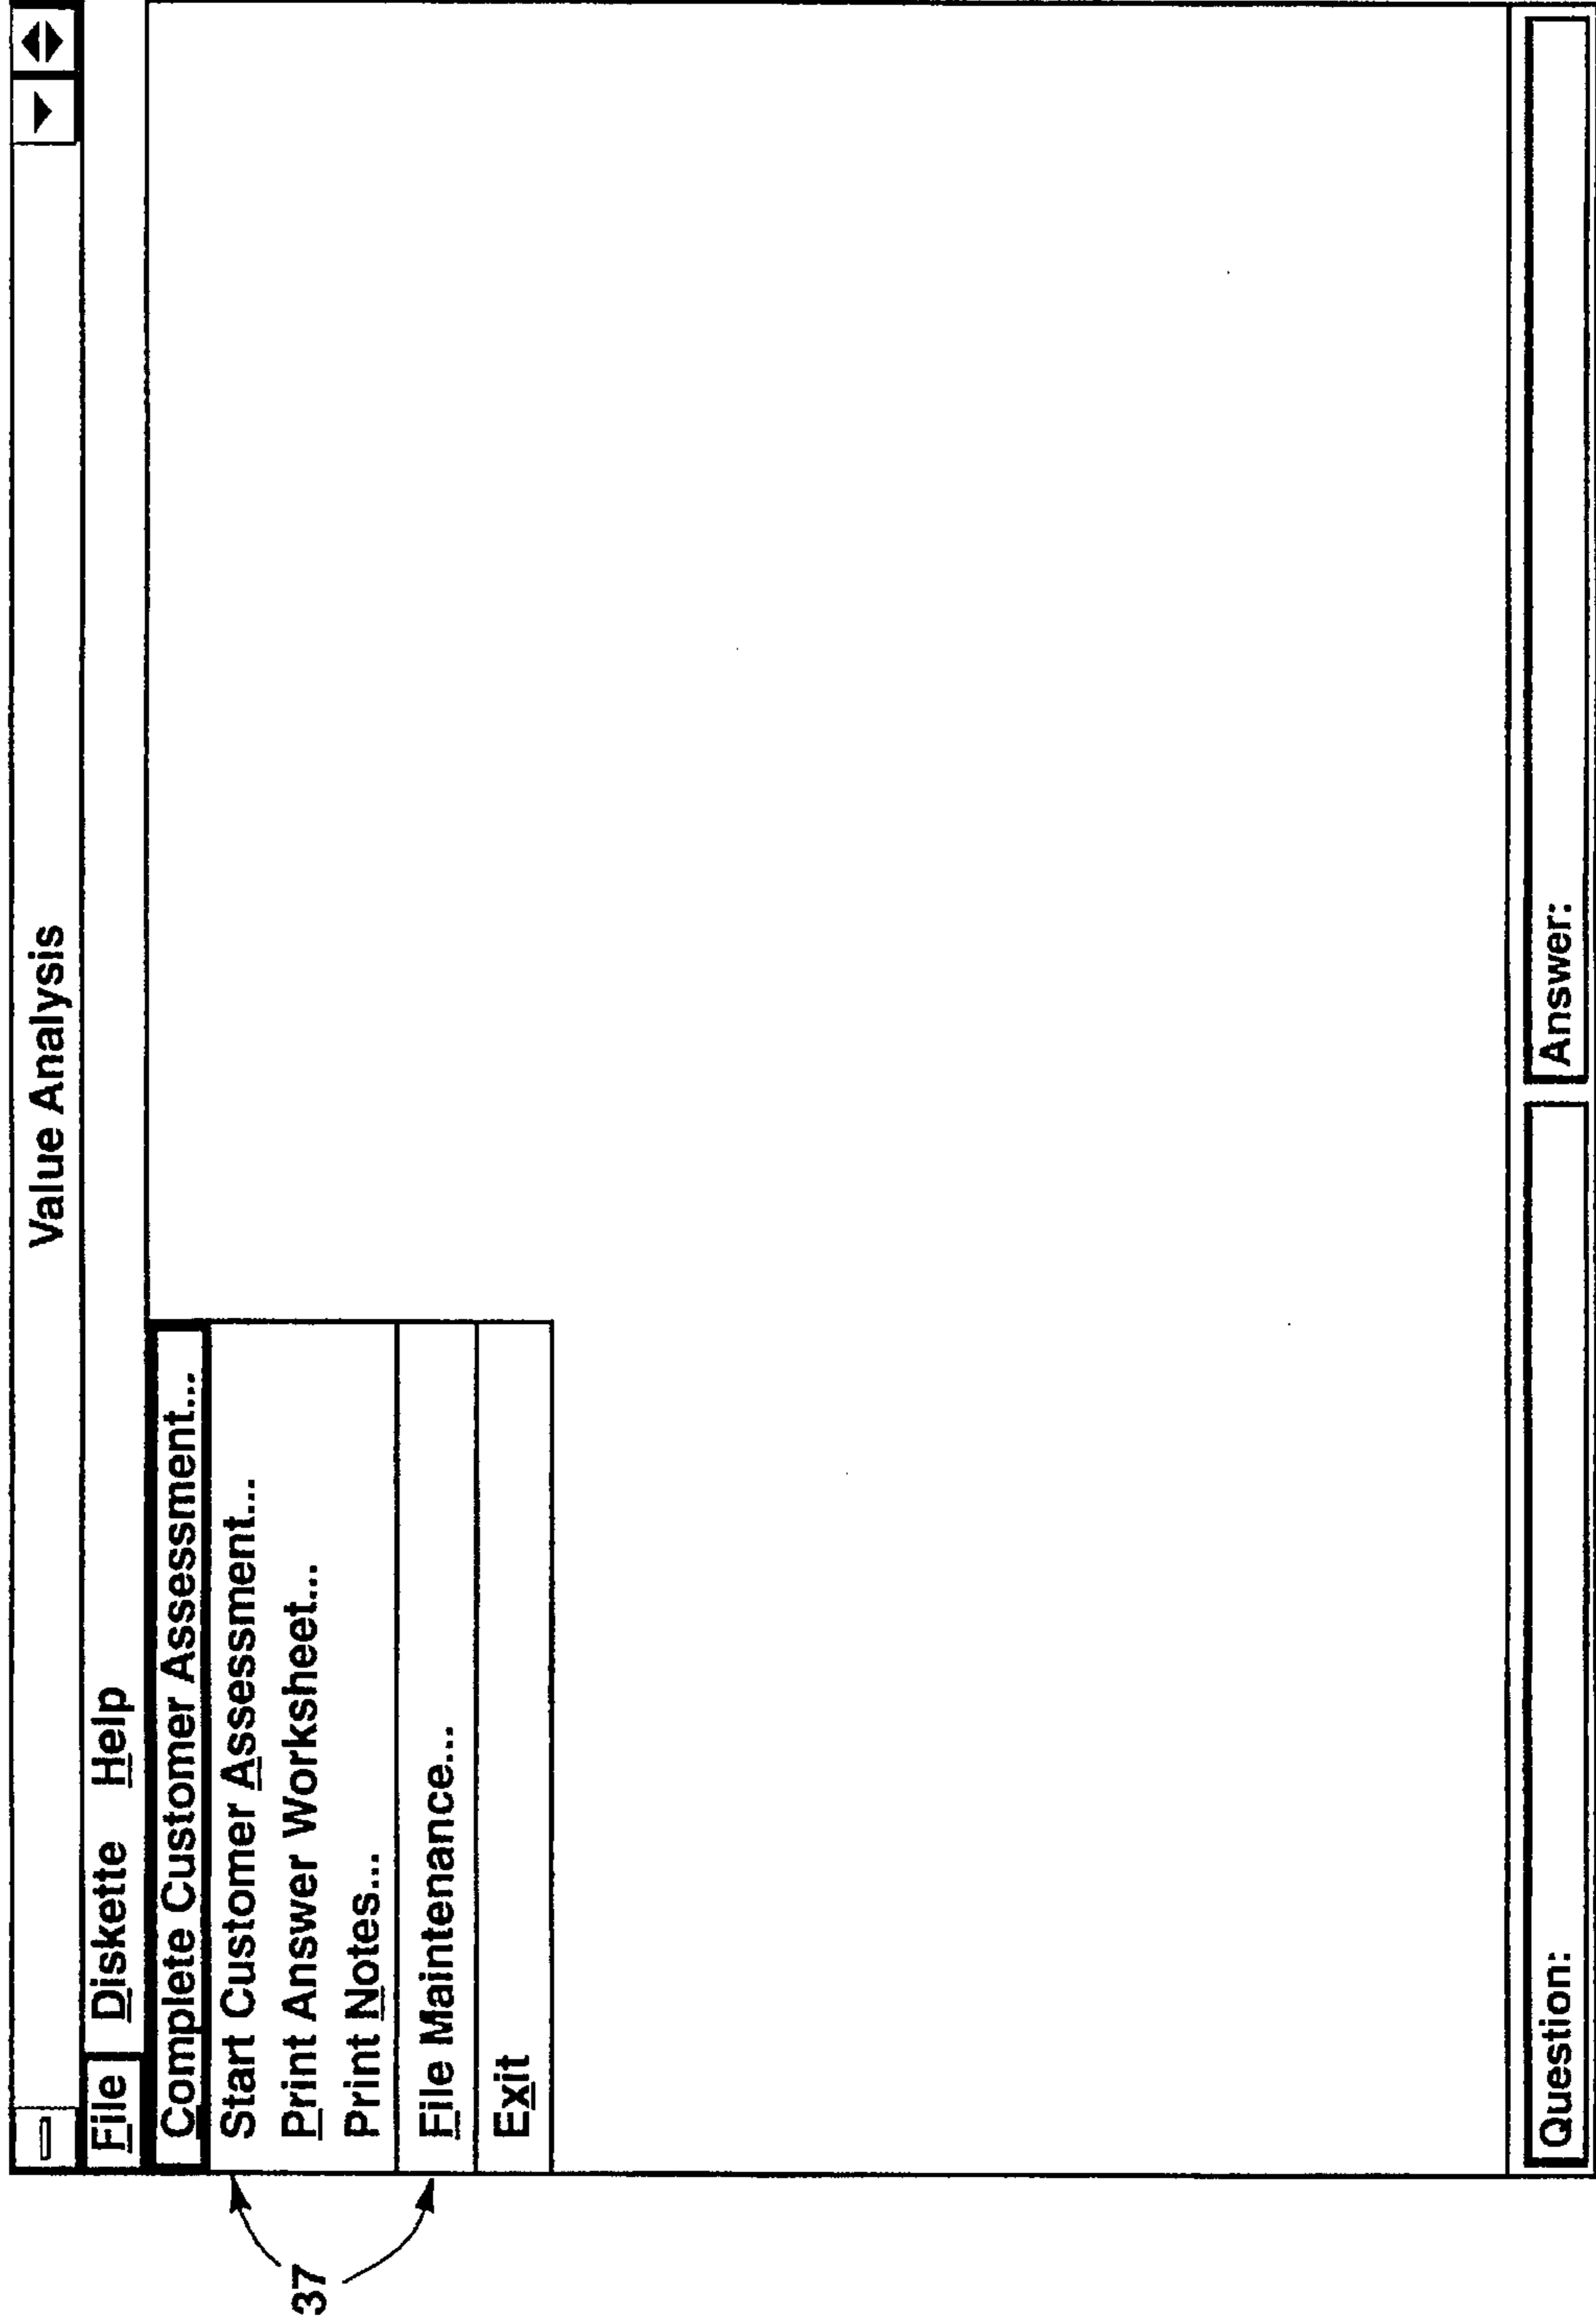 Value Analysis
File Diskette Help
Complete Customer Assessment...
Start Customer Assessment...
Print Answer Worksheet...
Print Notes...
File Maintenance...
Exit
37
Question:
Answer: